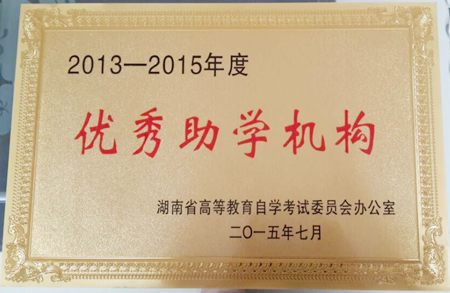 2013—2015年度
优秀助学机构
湖南省高等教育自学考试委员会办公室
二〇一五年七月